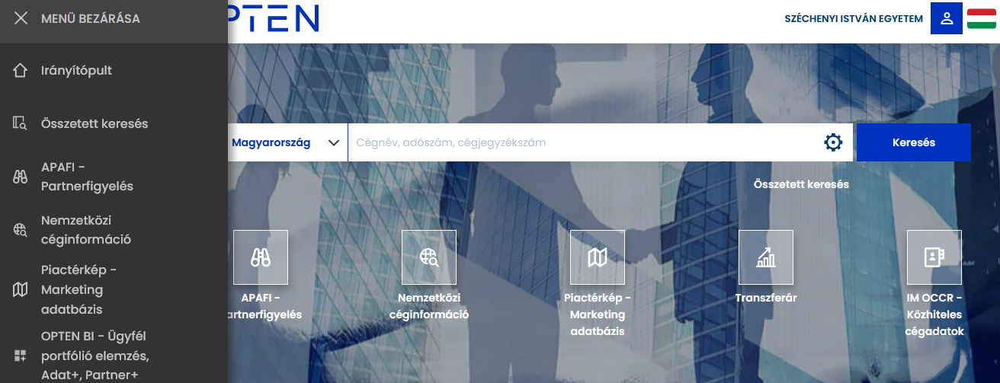 MENÜ BEZÁRÁSA
PTEN
SZÉCHENYI ISTVÁN EGYETEM
Irányítópult
Összetett keresés
APAFI -
Partnerfigyelés
Nemzetközi
céginformáció
Piactérkép -
Marketing
adatbázis
OPTEN BI - Ügyfél
portfólió elemzés,
Adat+, Partner+
Magyarország
Cégnév, adószám, cégjegyzékszám
Keresés
Összetett keresés
APAFI -
artnerfigyelés
Nemzetközi
céginformáció
Piactérkép -
Marketing
adatbázis
Transzferár
IM OCCR -
Közhiteles
cégadatok